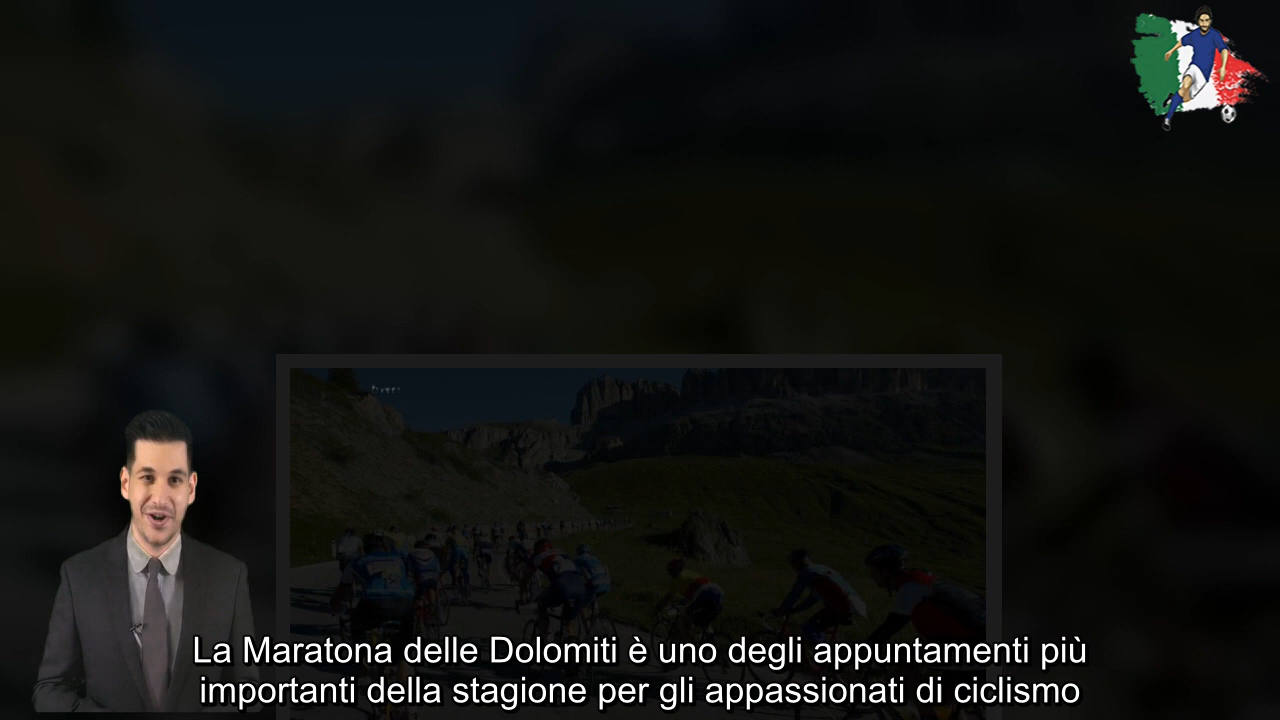 La Maratona delle Dolomiti è uno degli appuntamenti più
importanti della stagione per gli appassionati di ciclismo